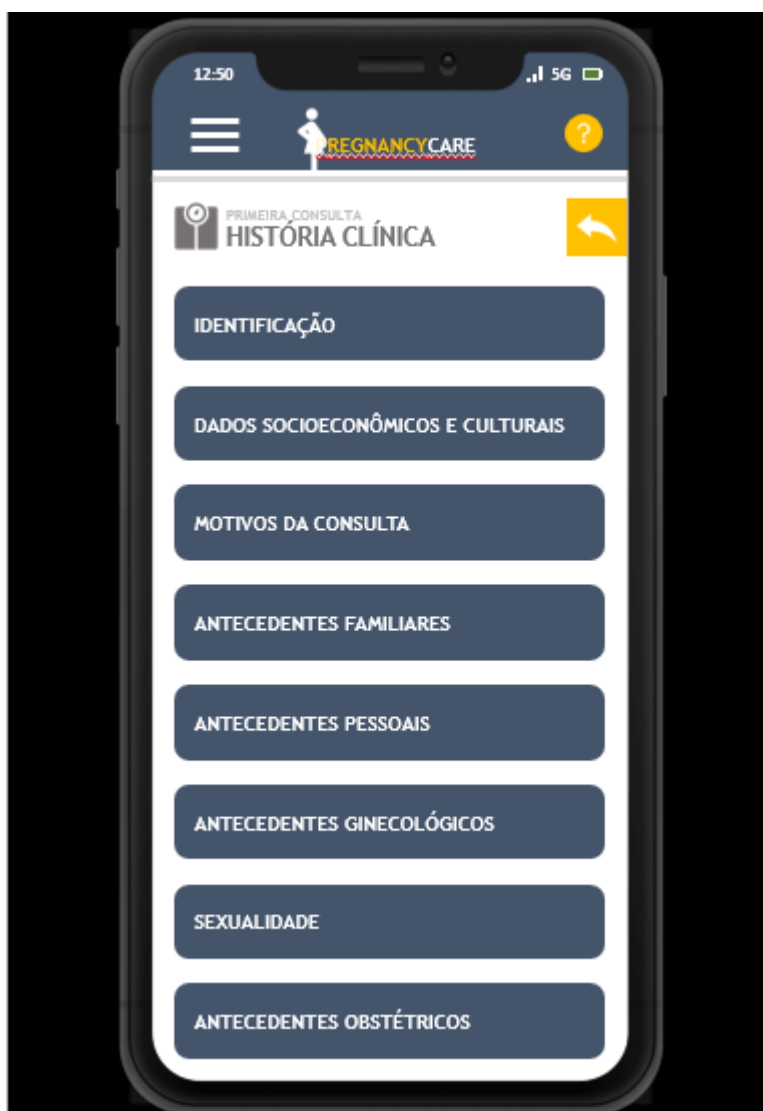 12:50
5G
PREGNANCYCARE
?
PRIMEIRA CONSULTA
HISTÓRIA CLÍNICA
IDENTIFICAÇÃO
DADOS SOCIOECONÔMICOS E CULTURAIS
MOTIVOS DA CONSULTA
ANTECEDENTES FAMILIARES
ANTECEDENTES PESSOAIS
ANTECEDENTES GINECOLÓGICOS
SEXUALIDADE
ANTECEDENTES OBSTÉTRICOS